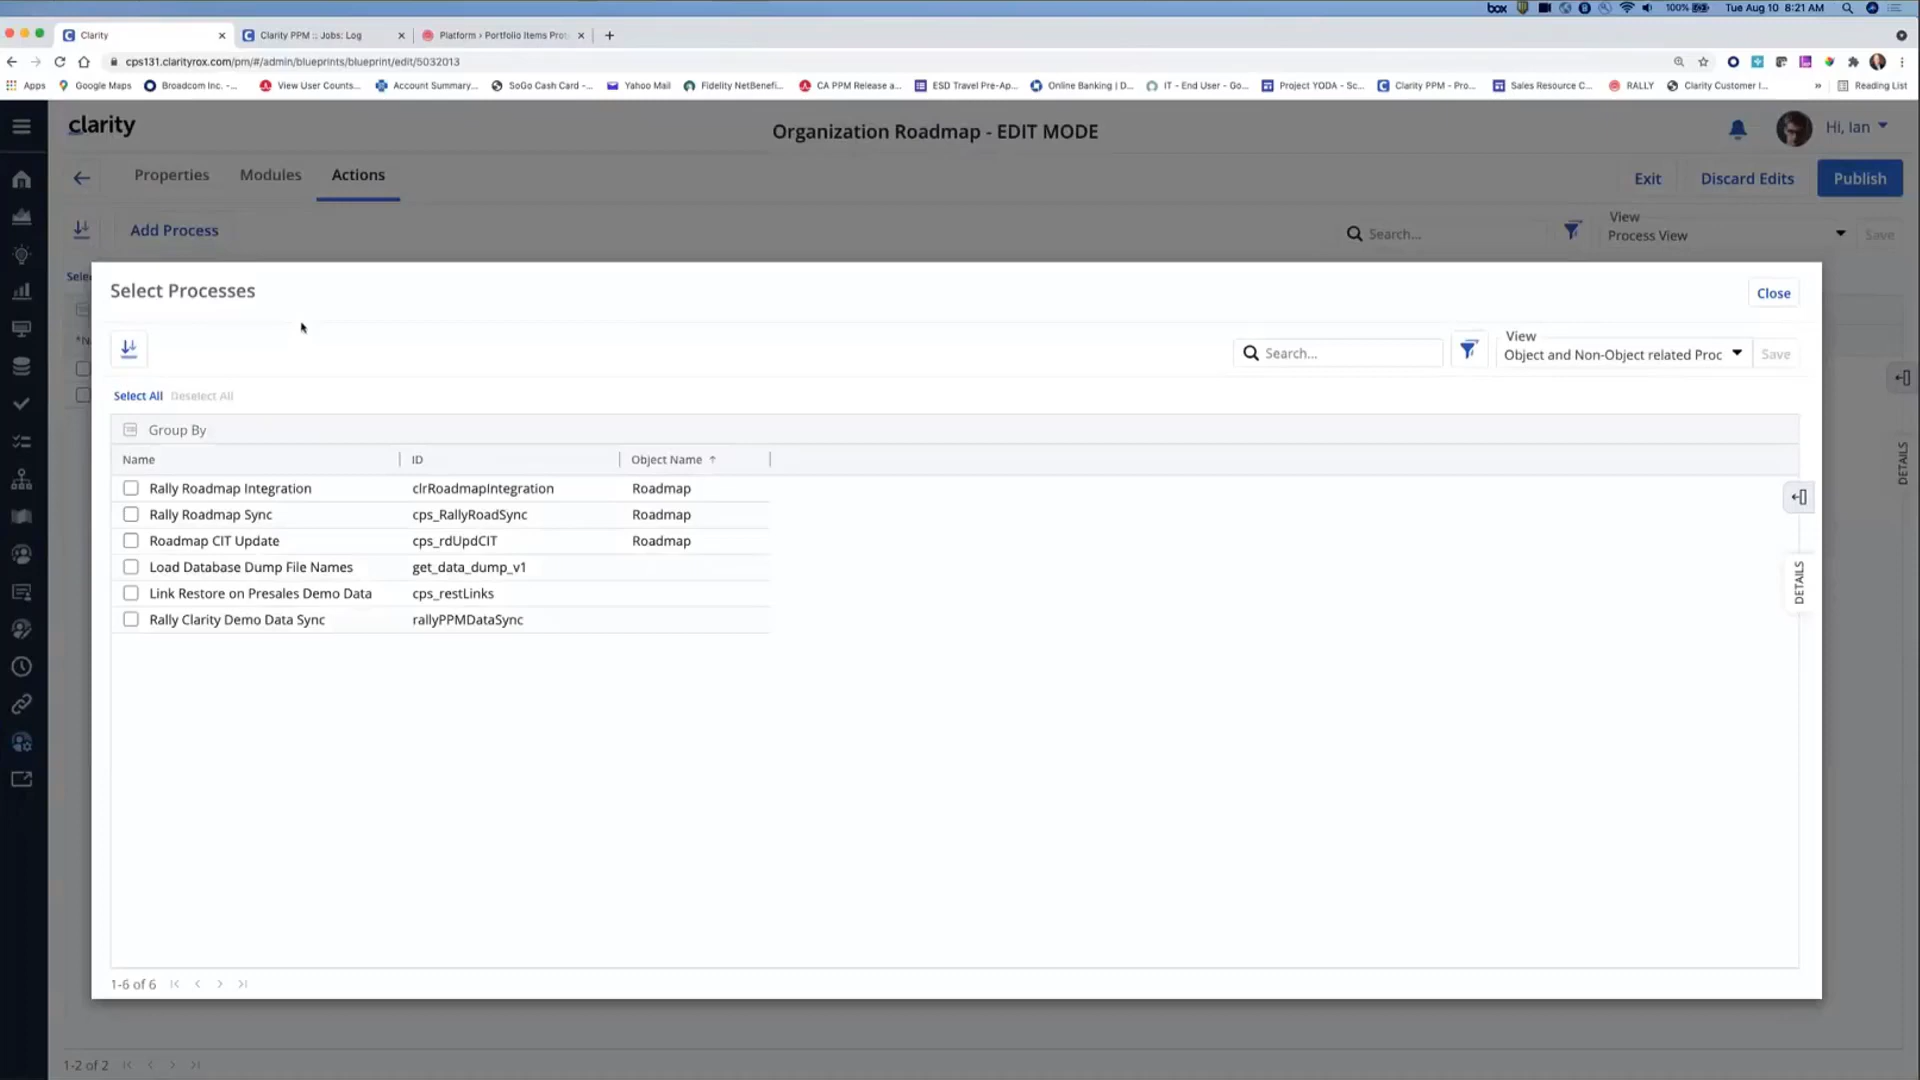 box 100% Tue Aug 10 8:21 AM
Clarity
Clarity PPM :: Jobs: Log
Platform › Portfolio Items Prot
cps131.clarityrox.com/pm/#/admin/blueprints/blueprint/edit/5032013
Apps Google Maps Broadcom Inc. -... View User Counts... Account Summary... SoGo Cash Card -... Yahoo Mail Fidelity NetBenefi... CA PPM Release a... ESD Travel Pre-Ap... Online Banking | D... IT - End User - Go... Project YODA - Sc... Clarity PPM - Pro... Sales Resource C... RALLY Clarity Customer I... » Reading List
clarity
Organization Roadmap - EDIT MODE
Hi, Ian
Properties Modules Actions
Exit Discard Edits Publish
Add Process
Search...
View
Process View
Save
Selec
*N
Select Processes
Close
Search...
View
Object and Non-Object related Proc
Save
Select All Deselect All
Group By
Name ID Object Name
Rally Roadmap Integration clrRoadmapIntegration Roadmap
Rally Roadmap Sync cps_RallyRoadSync Roadmap
Roadmap CIT Update cps_rdUpdCIT Roadmap
Load Database Dump File Names get_data_dump_v1
Link Restore on Presales Demo Data cps_restLinks
Rally Clarity Demo Data Sync rallyPPMDataSync
DETAILS
DETAILS
1-6 of 6
1-2 of 2